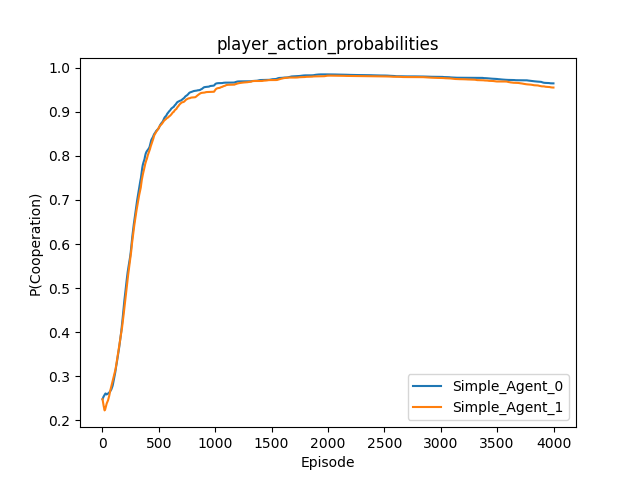 player_action_probabilities
P(Cooperation)
1.0
0.9
0.8
0.7
0.6
0.5
0.4
0.3
0.2
Simple_Agent_0
Simple_Agent_1
0 500 1000 1500 2000 2500 3000 3500 4000
Episode